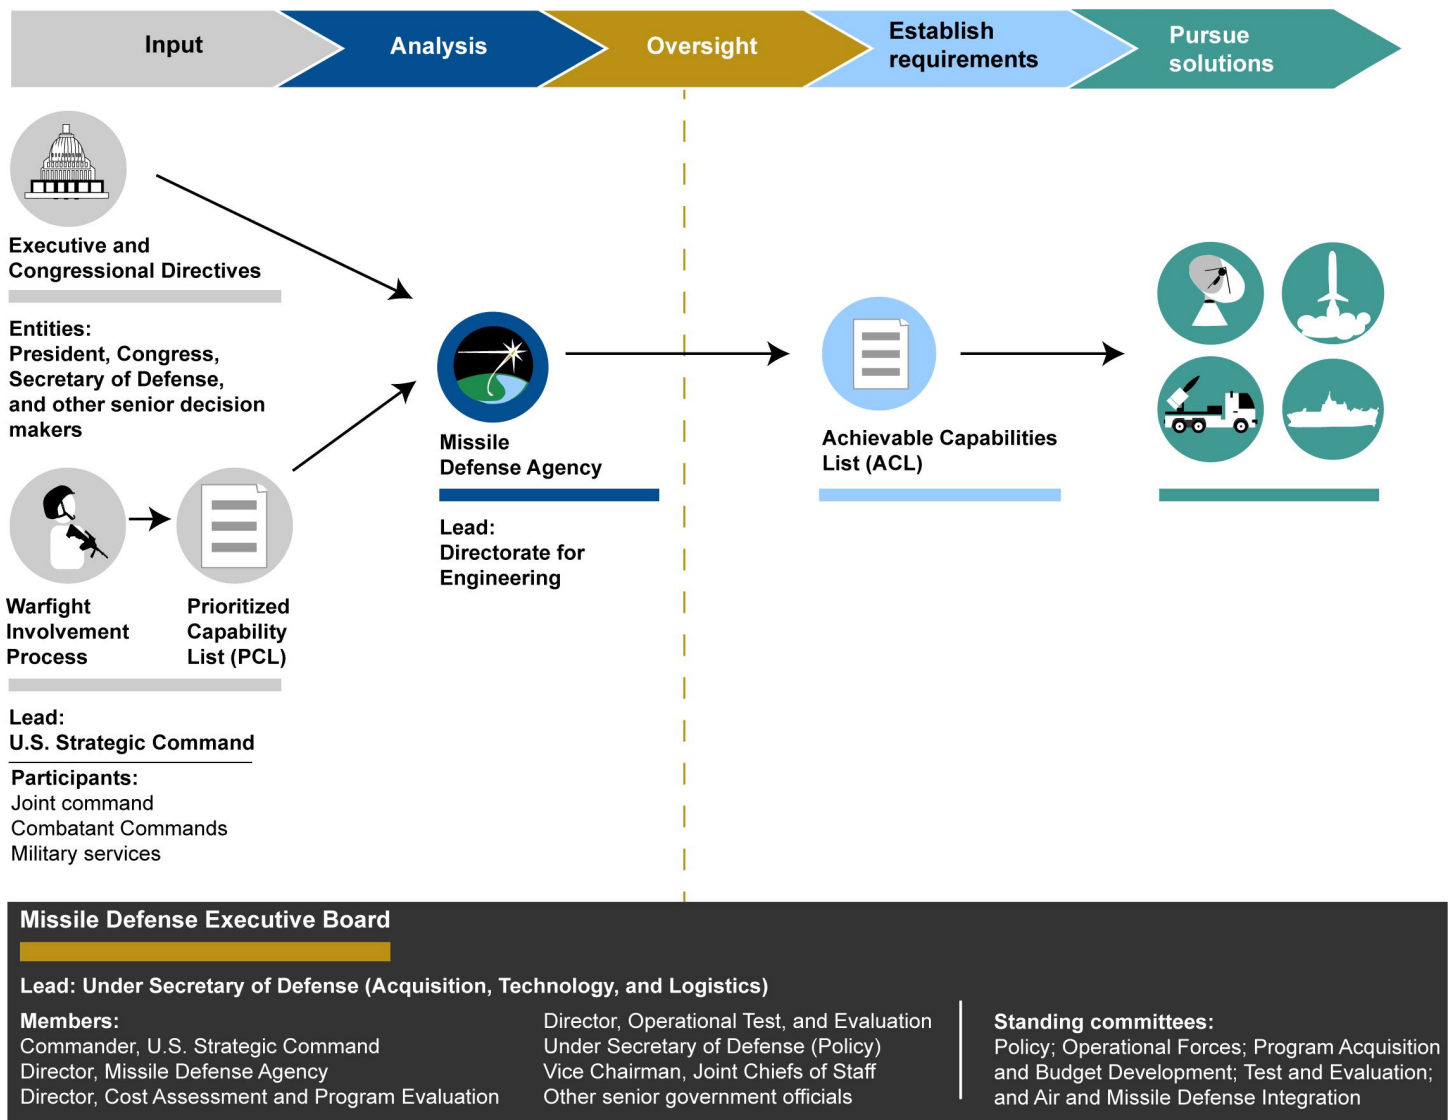 Input
Analysis
Oversight
Establish
requirements
Pursue
solutions
Executive and
Congressional Directives
Entities:
President, Congress,
Secretary of Defense,
and other senior decision
makers
Warfight
Involvement
Process
Prioritized
Capability
List (PCL)
Lead:
U.S. Strategic Command
Participants:
Joint command
Combatant Commands
Military services
Missile
Defense Agency
Lead:
Directorate for
Engineering
Achievable Capabilities
List (ACL)
Missile Defense Executive Board
Lead: Under Secretary of Defense (Acquisition, Technology, and Logistics)
Members:
Commander, U.S. Strategic Command
Director, Missile Defense Agency
Director, Cost Assessment and Program Evaluation
Director, Operational Test, and Evaluation
Under Secretary of Defense (Policy)
Vice Chairman, Joint Chiefs of Staff
Other senior government officials
Standing committees:
Policy; Operational Forces; Program Acquisition
and Budget Development; Test and Evaluation;
and Air and Missile Defense Integration